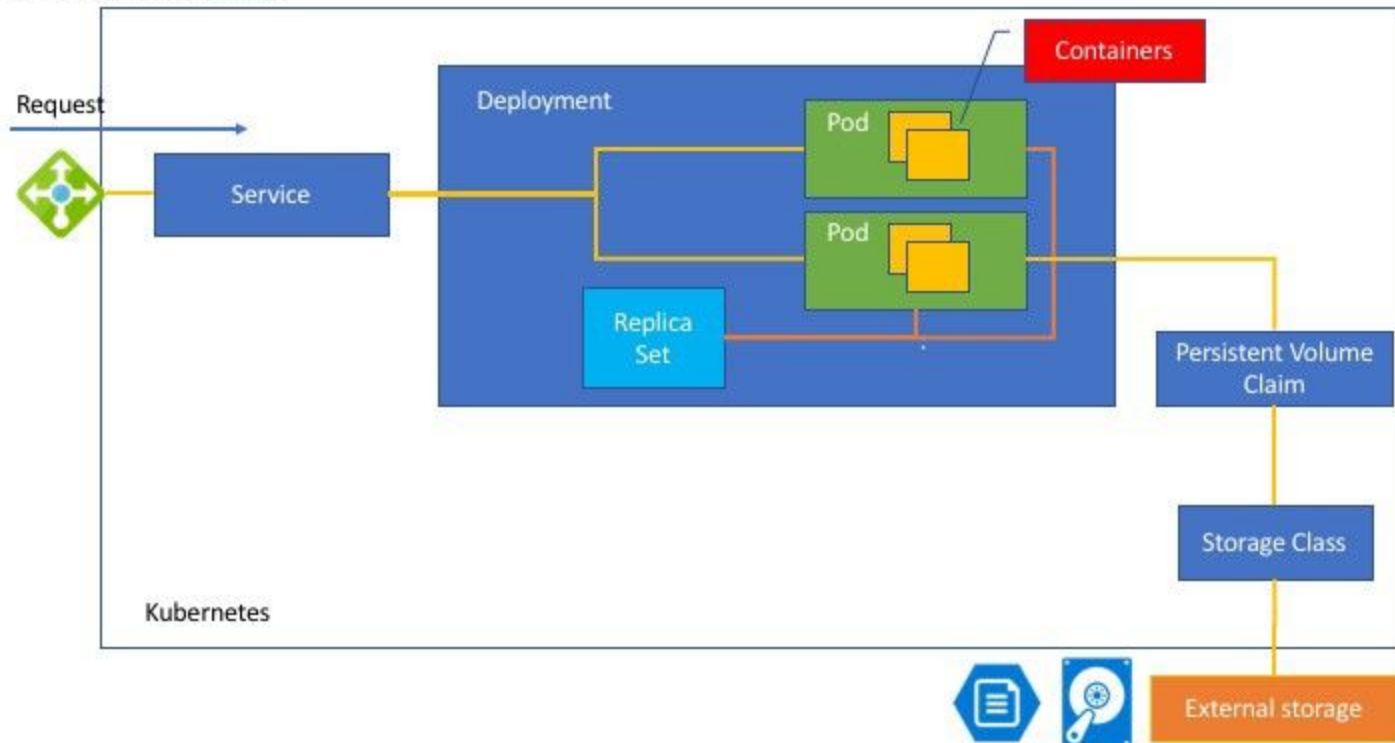 Containers
Request
Deployment
Pod
Service
Pod
Replica
Set
Persistent Volume
Claim
Storage Class
Kubernetes
External storage